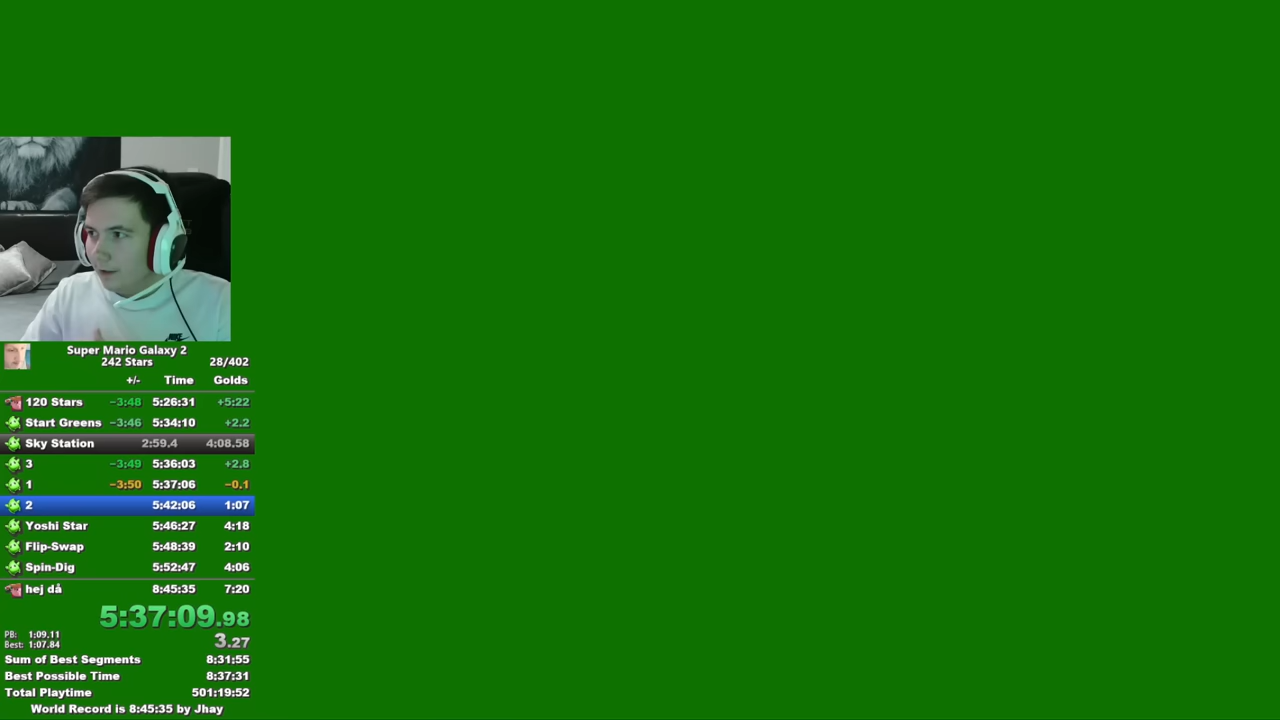 Super Mario Galaxy 2
242 Stars 28/402
+/- Time Golds
120 Stars −3:48 5:26:31 +5:22
Start Greens −3:46 5:34:10 +2.2
Sky Station 2:59.4 4:08.58
3 −3:49 5:36:03 +2.8
1 −3:50 5:37:06 −0.1
2 5:42:06 1:07
Yoshi Star 5:46:27 4:18
Flip-Swap 5:48:39 2:10
Spin-Dig 5:52:47 4:06
hej då 8:45:35 7:20
5:37:09.98
PB: 1:09.11
Best: 1:07.84
3.27
Sum of Best Segments 8:31:55
Best Possible Time 8:37:31
Total Playtime 501:19:52
World Record is 8:45:35 by Jhay
NIKE